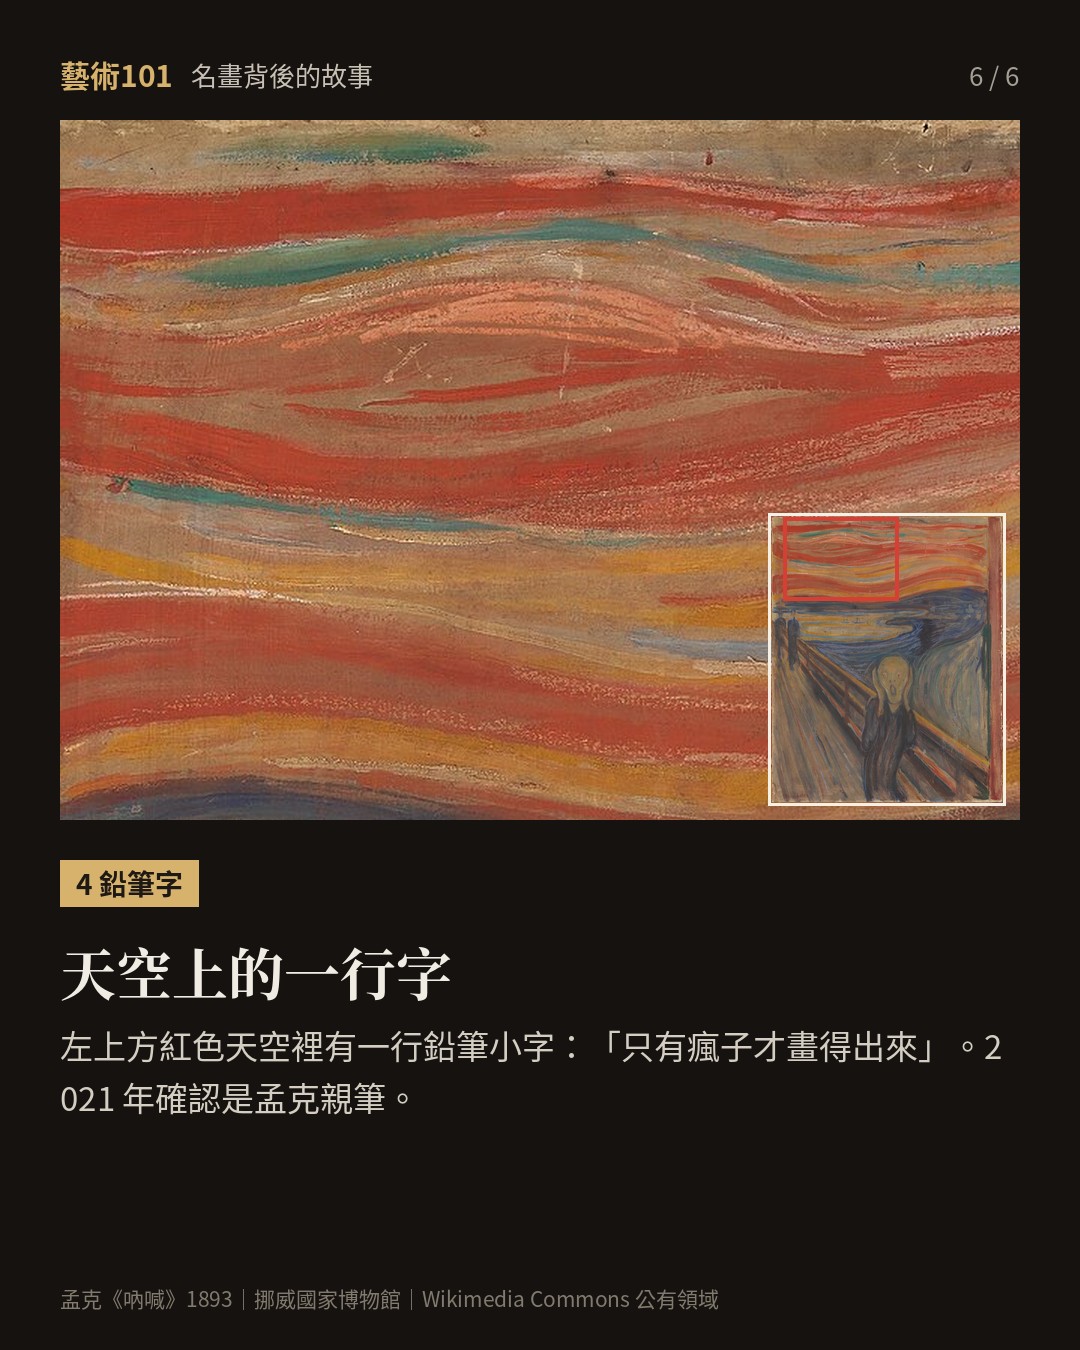 藝術101 名畫背後的故事 6 / 6
4 鉛筆字
天空上的一行字
左上方紅色天空裡有一行鉛筆小字：「只有瘋子才畫得出來」。2
021 年確認是孟克親筆。
孟克《吶喊》1893｜挪威國家博物館｜Wikimedia Commons 公有領域